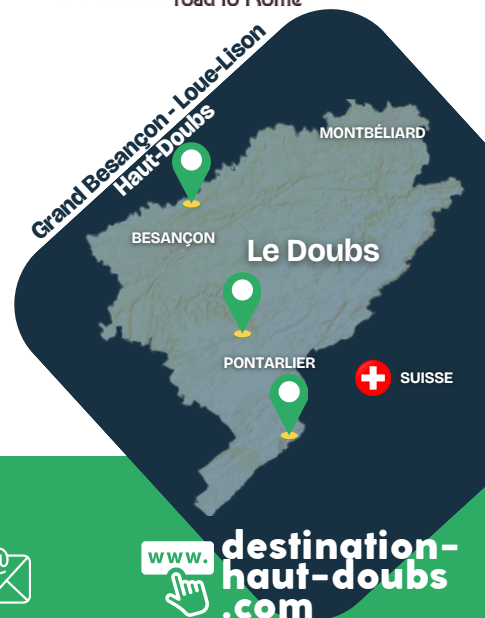 road to Rome
Grand Besançon - Loue-Lison
Haut-Doubs
MONTBÉLIARD
BESANÇON
Le Doubs
PONTARLIER
SUISSE
@
www.
destination-
haut-doubs
.com